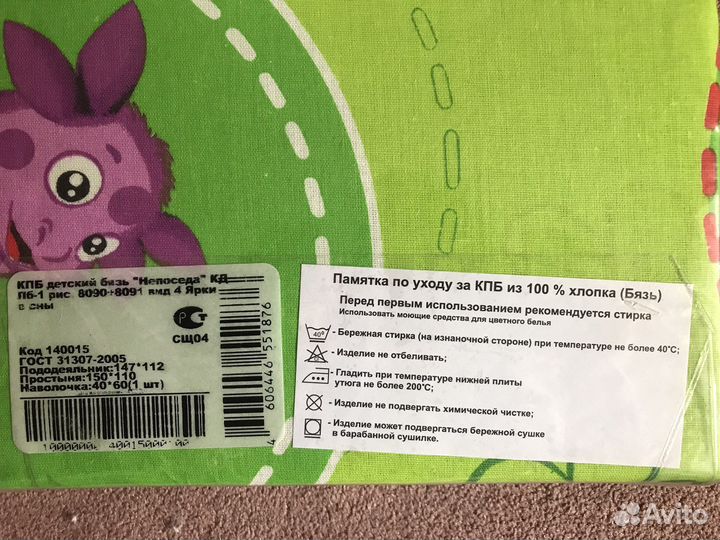 КПБ детский бязь "Непоседа" КД
Лб-1 рис. 8090+8091 вмд 4 Ярки
е сны
СЩ04
Код 140015
ГОСТ 31307-2005
Пододеяльник:147*112
Простыня:150*110
Наволочка:40*60(1 шт)
4 606446 551876
Памятка по уходу за КПБ из 100 % хлопка (Бязь)
Перед первым использованием рекомендуется стирка
Использовать моющие средства для цветного белья
40° - Бережная стирка (на изнаночной стороне) при температуре не более 40°С;
- Изделие не отбеливать;
- Гладить при температуре нижней плиты
утюга не более 200°С;
- Изделие не подвергать химической чистке;
- Изделие может подвергаться бережной сушке
в барабанной сушилке.
Avito